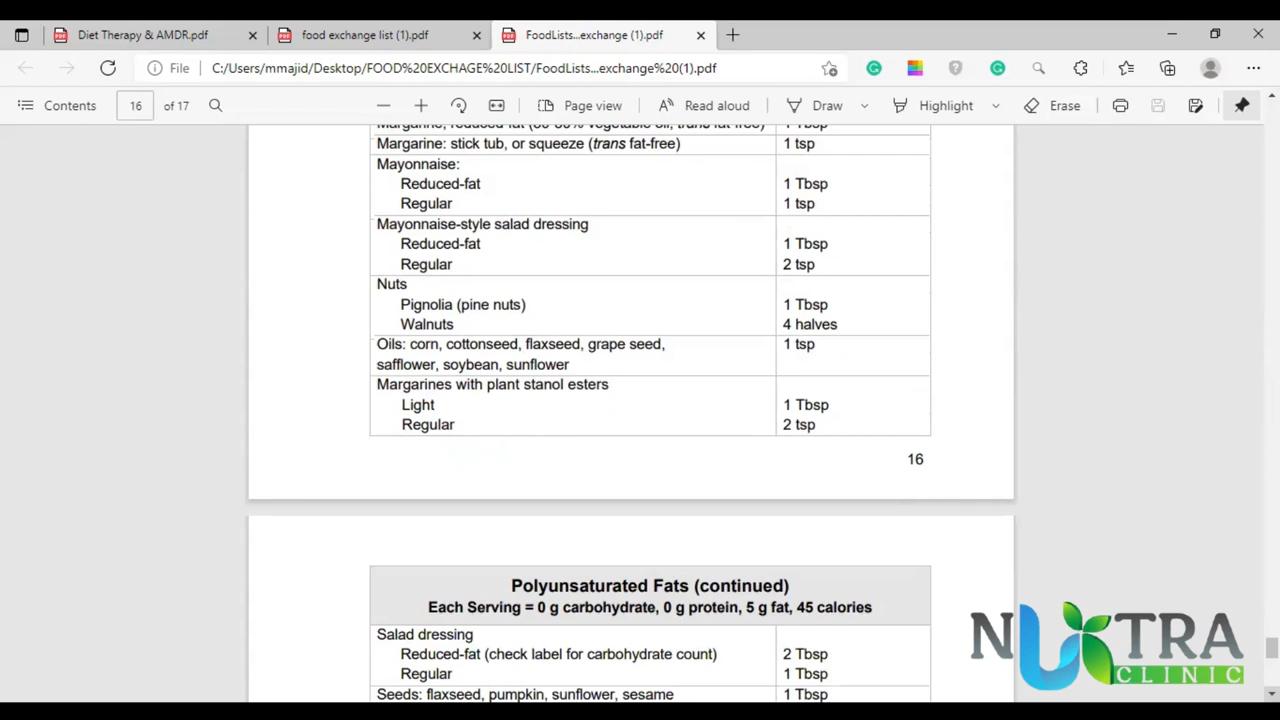 Diet Therapy & AMDR.pdf
food exchange list (1).pdf
FoodLists...exchange (1).pdf
File
C:/Users/mmajid/Desktop/FOOD%20EXCHAGE%20LIST/FoodLists...exchange%20(1).pdf
Contents
16
of 17
Page view
Read aloud
Draw
Highlight
Erase
Margarine: stick tub, or squeeze (trans fat-free) 1 tsp
Mayonnaise:
Reduced-fat 1 Tbsp
Regular 1 tsp
Mayonnaise-style salad dressing
Reduced-fat 1 Tbsp
Regular 2 tsp
Nuts
Pignolia (pine nuts) 1 Tbsp
Walnuts 4 halves
Oils: corn, cottonseed, flaxseed, grape seed, 1 tsp
safflower, soybean, sunflower
Margarines with plant stanol esters
Light 1 Tbsp
Regular 2 tsp
16
Polyunsaturated Fats (continued)
Each Serving = 0 g carbohydrate, 0 g protein, 5 g fat, 45 calories
Salad dressing
Reduced-fat (check label for carbohydrate count) 2 Tbsp
Regular 1 Tbsp
Seeds: flaxseed, pumpkin, sunflower, sesame 1 Tbsp
NUTRA
CLINIC